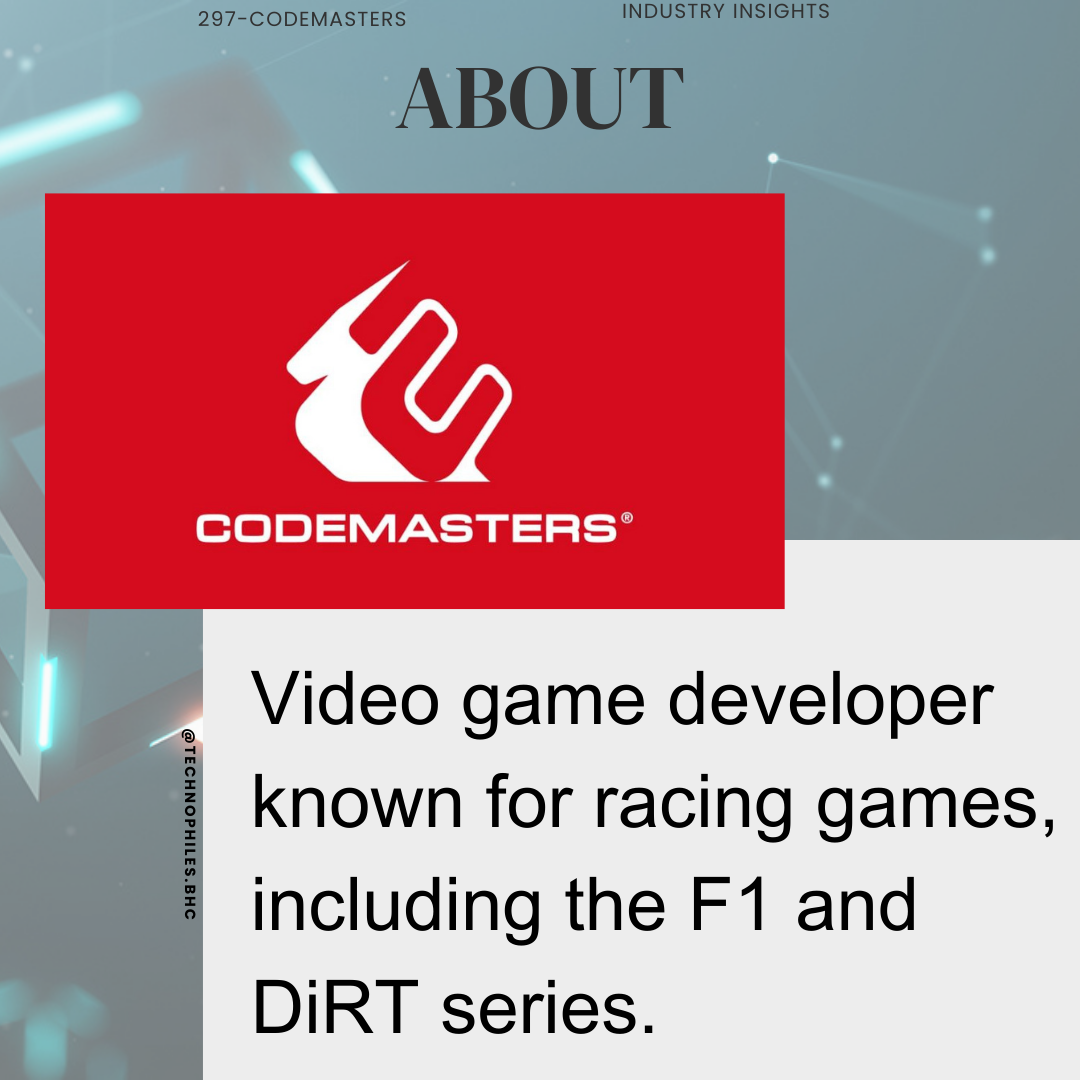 297-CODEMASTERS
INDUSTRY INSIGHTS
ABOUT
CODEMASTERS®
@TECHNOPHILES.BHC
Video game developer
known for racing games,
including the F1 and
DiRT series.